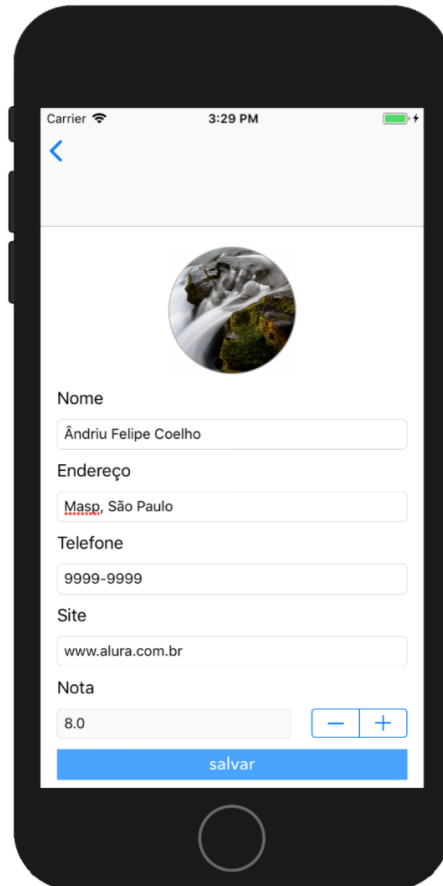 Carrier 3:29 PM
Nome
Ândriu Felipe Coelho
Endereço
Masp, São Paulo
Telefone
9999-9999
Site
www.alura.com.br
Nota
8.0
salvar